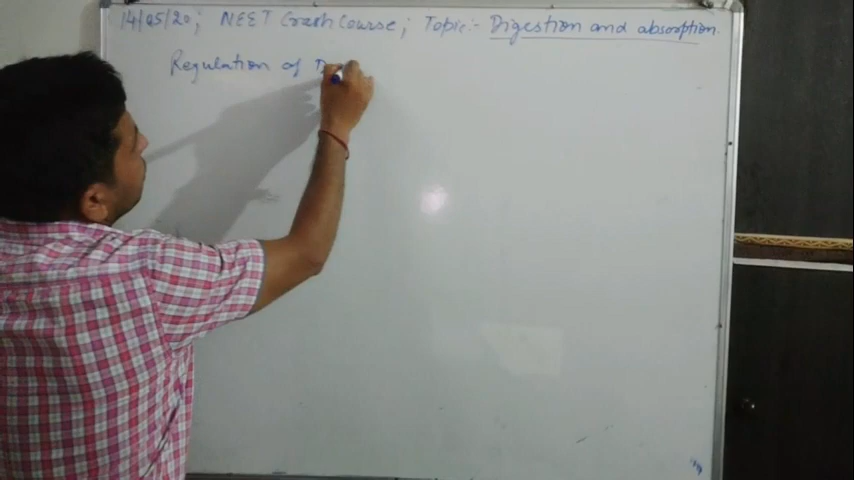 14/05/20; NEET Crash Course; Topic:- Digestion and absorption.
Regulation of D